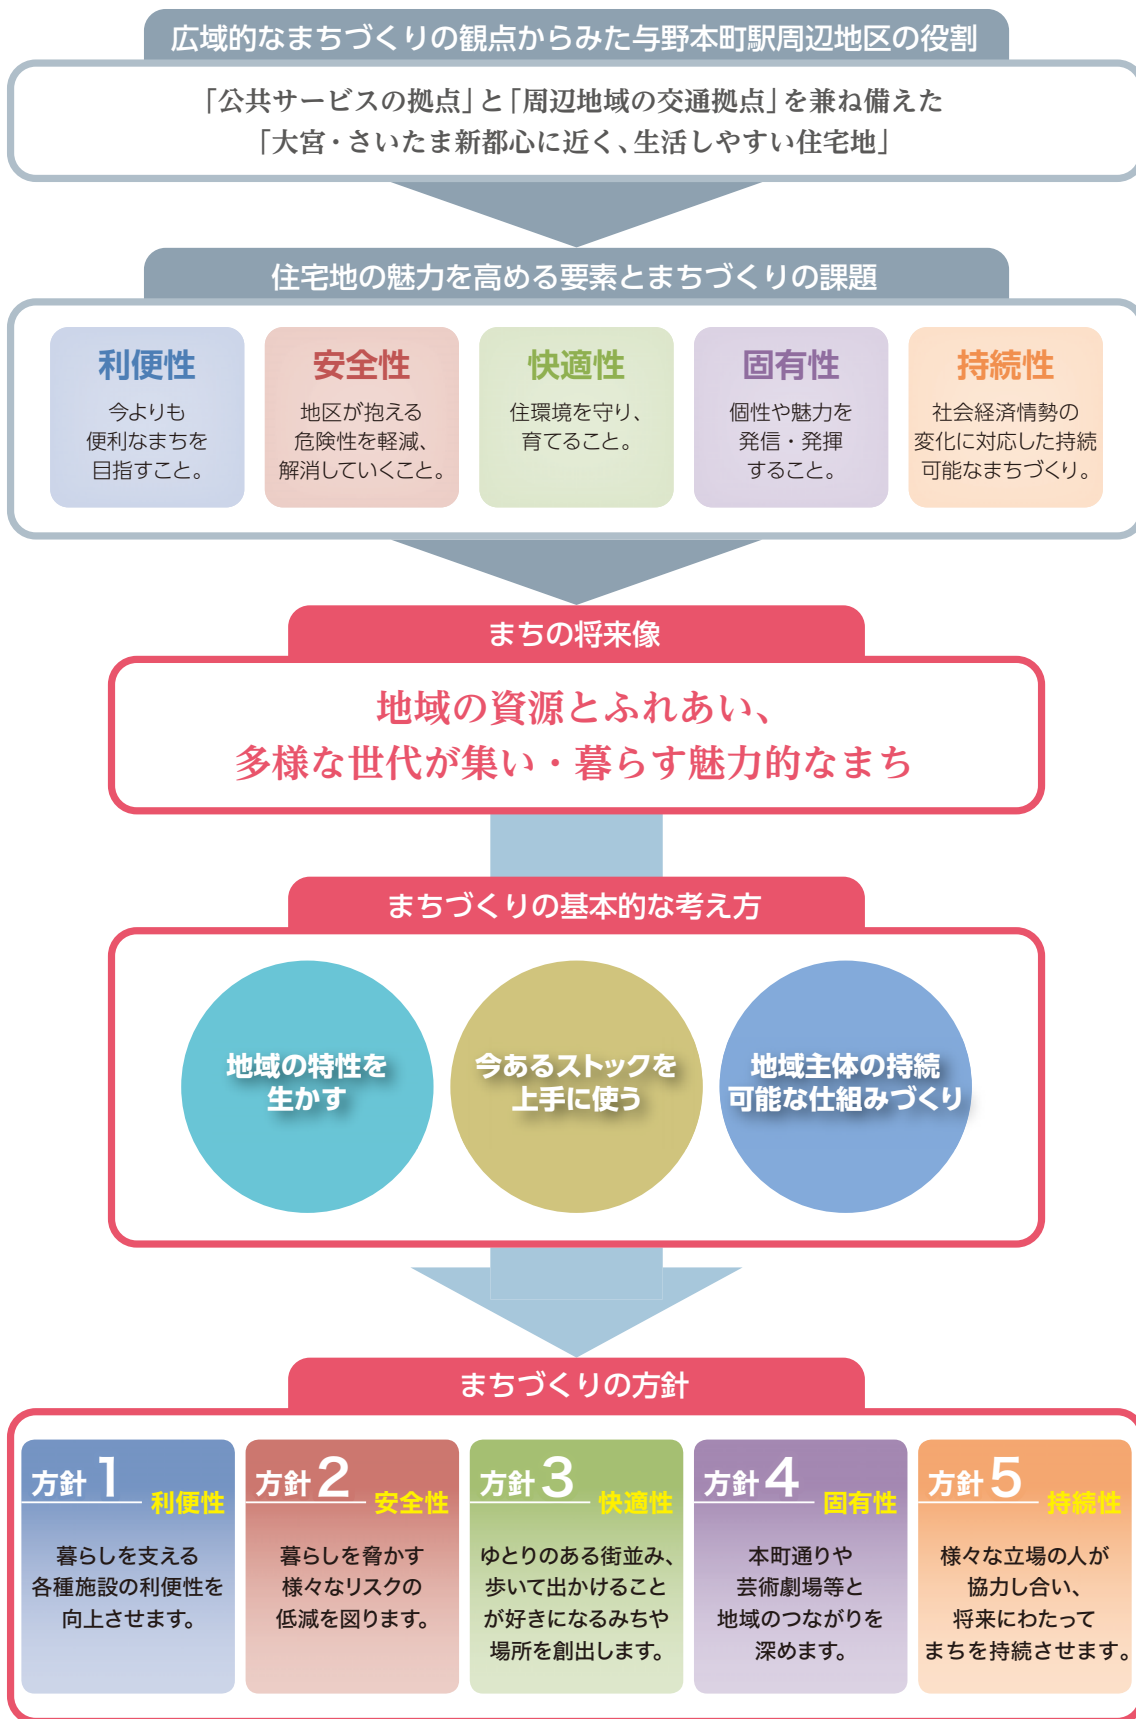 広域的なまちづくりの観点からみた与野本町駅周辺地区の役割
「公共サービスの拠点」と「周辺地域の交通拠点」を兼ね備えた
「大宮・さいたま新都心に近く、生活しやすい住宅地」
住宅地の魅力を高める要素とまちづくりの課題
利便性
今よりも
便利なまちを
目指すこと。
安全性
地区が抱える
危険性を軽減、
解消していくこと。
快適性
住環境を守り、
育てること。
固有性
個性や魅力を
発信・発揮
すること。
持続性
社会経済情勢の
変化に対応した持続
可能なまちづくり。
まちの将来像
地域の資源とふれあい、
多様な世代が集い・暮らす魅力的なまち
まちづくりの基本的な考え方
地域の特性を
生かす
今あるストックを
上手に使う
地域主体の持続
可能な仕組みづくり
まちづくりの方針
方針1
利便性
暮らしを支える
各種施設の利便性を
向上させます。
方針2
安全性
暮らしを脅かす
様々なリスクの
低減を図ります。
方針3
快適性
ゆとりのある街並み、
歩いて出かけること
が好きになるみちや
場所を創出します。
方針4
固有性
本町通りや
芸術劇場等と
地域のつながりを
深めます。
方針5
持続性
様々な立場の人が
協力し合い、
将来にわたって
まちを持続させます。